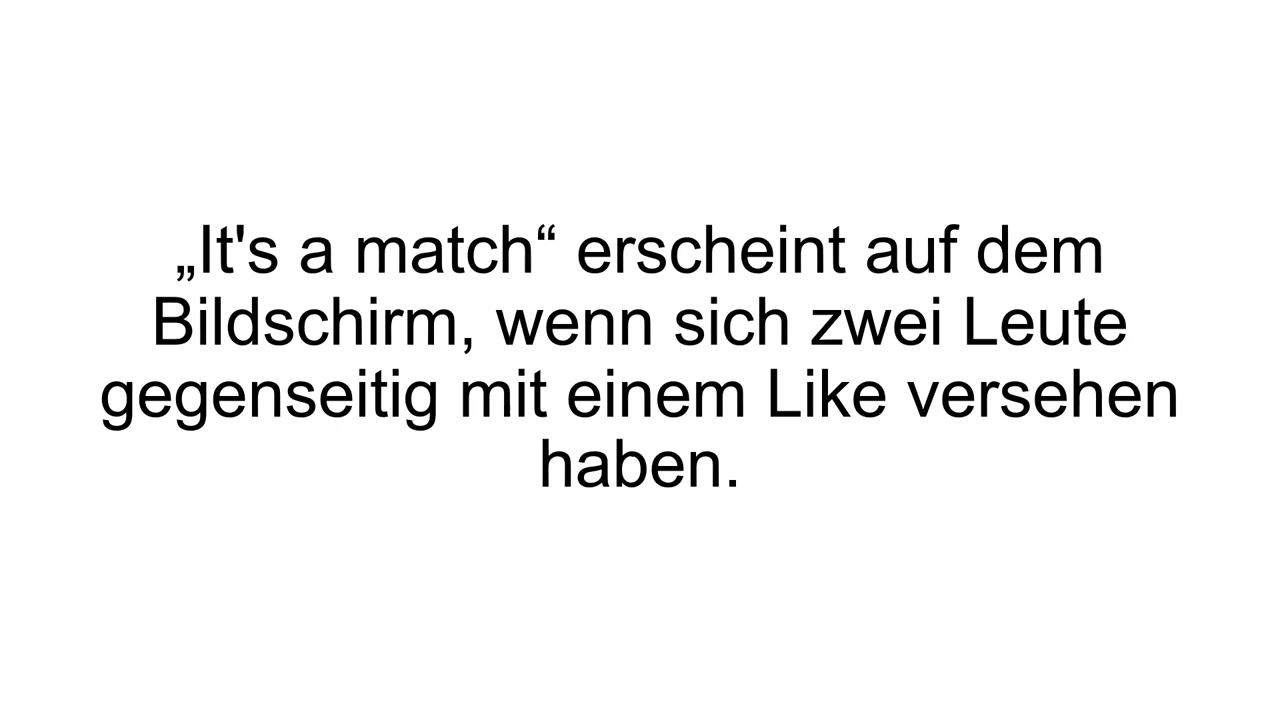 „It's a match“ erscheint auf dem
Bildschirm, wenn sich zwei Leute
gegenseitig mit einem Like versehen
haben.